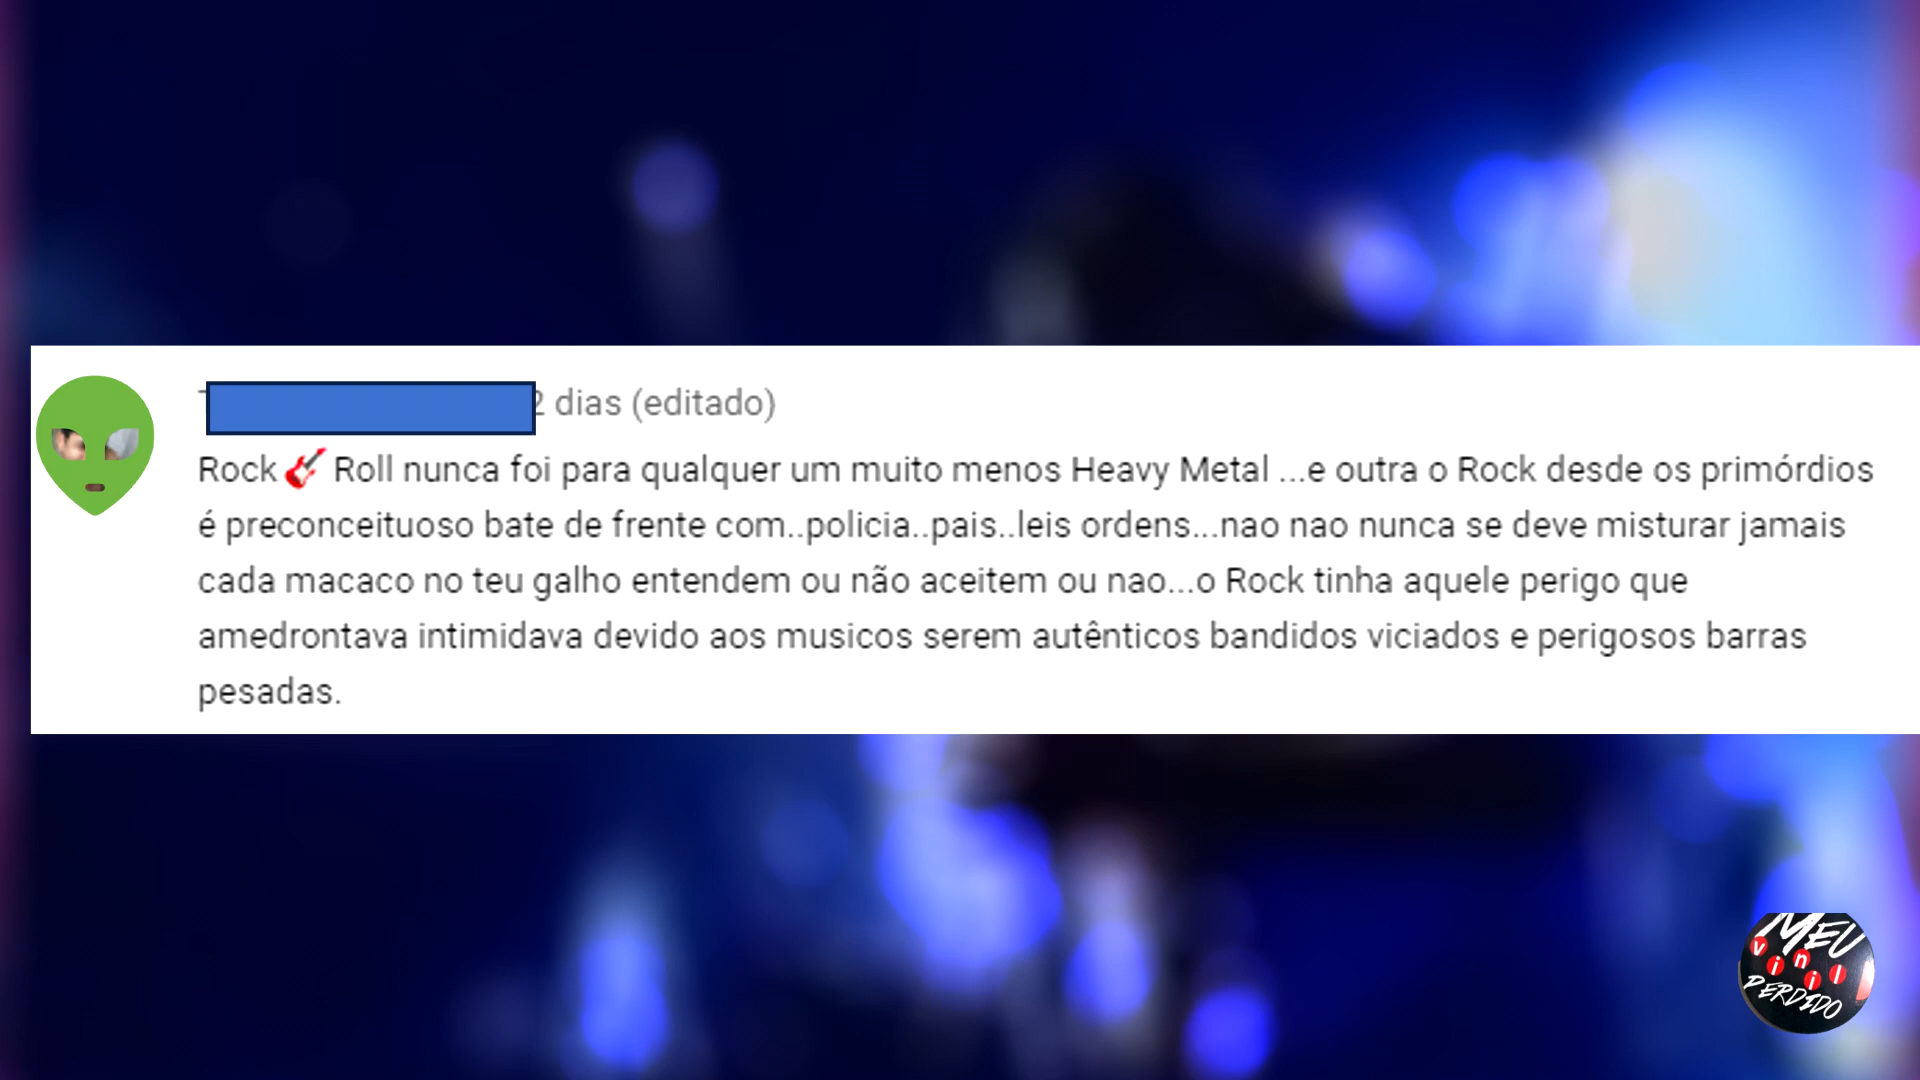 2 dias (editado)
Rock 🎸 Roll nunca foi para qualquer um muito menos Heavy Metal ...e outra o Rock desde os primórdios
é preconceituoso bate de frente com..policia..pais..leis ordens...nao nao nunca se deve misturar jamais
cada macaco no teu galho entendem ou não aceitem ou nao...o Rock tinha aquele perigo que
amedrontava intimidava devido aos musicos serem autênticos bandidos viciados e perigosos barras
pesadas.
MEU
vinil
PERDIDO